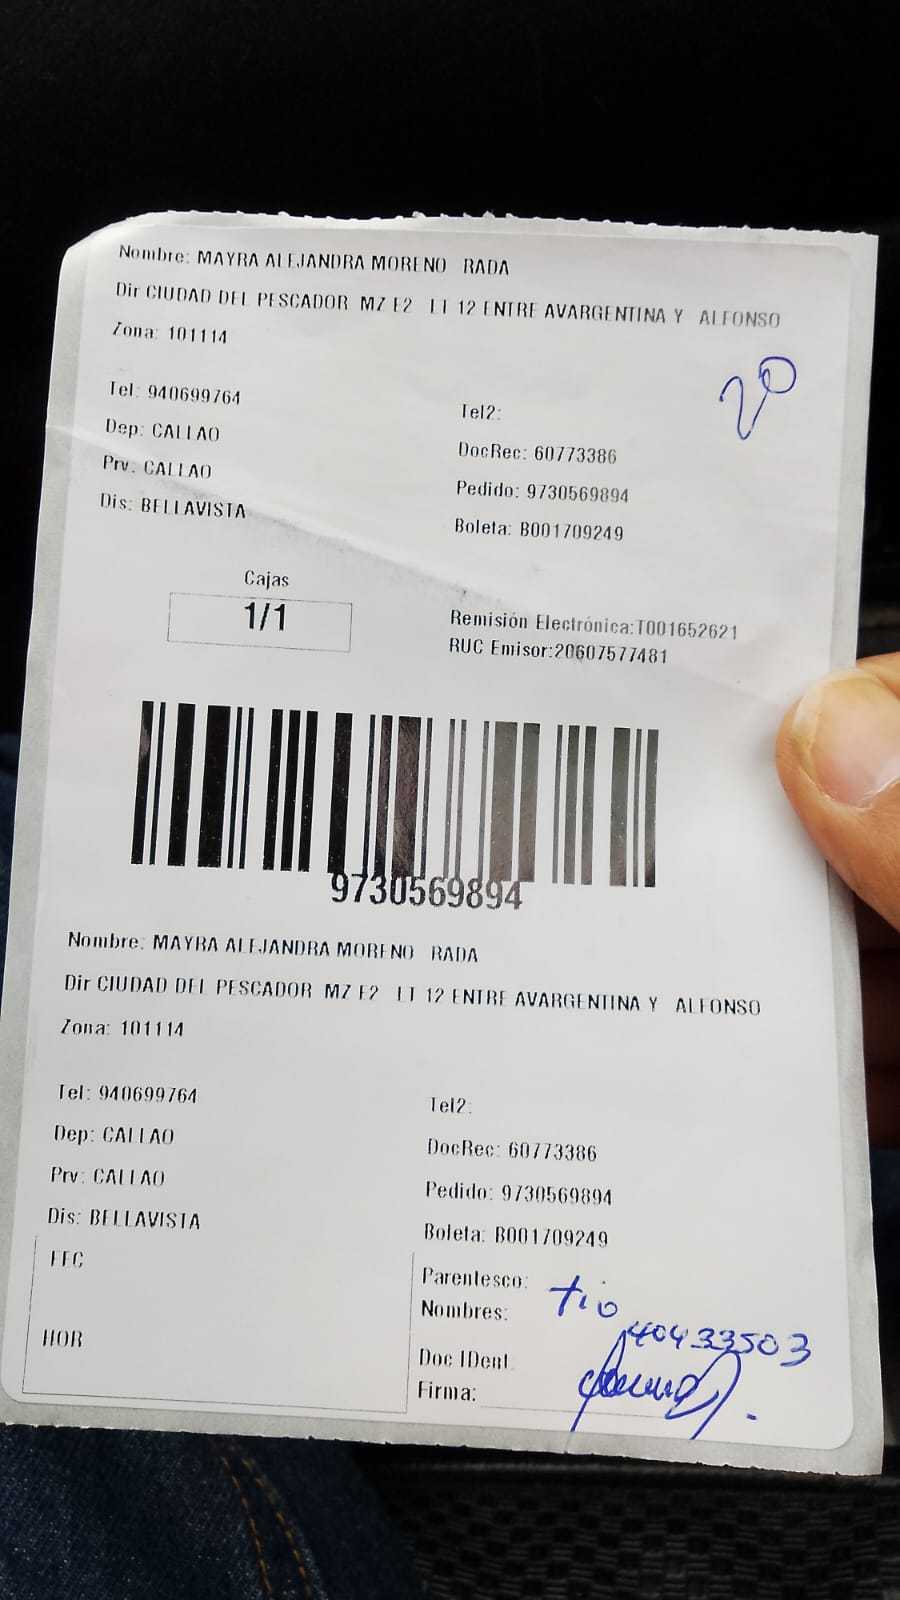 Nombre: MAYRA ALEJANDRA MORENO RADA
Dir CIUDAD DEL PESCADOR MZ E2 LT 12 ENTRE AVARGENTINA Y ALFONSO
Zona: 101114
20
Tel: 940699764
Tel2:
Dep: CALLAO
DocRec: 60773386
Prv: CALLAO
Pedido: 9730569894
Dis: BELLAVISTA
Boleta: B001709249
Cajas
1/1
Remisión Electrónica:T001652621
RUC Emisor:20607577481
9730569894
Nombre: MAYRA ALEJANDRA MORENO RADA
Dir CIUDAD DEL PESCADOR MZ E2 LT 12 ENTRE AVARGENTINA Y ALFONSO
Zona: 101114
Tel: 940699764
Tel2:
Dep: CALLAO
DocRec: 60773386
Prv: CALLAO
Pedido: 9730569894
Dis: BELLAVISTA
Boleta: B001709249
FEC
Parentesco: tio
Nombres:
HOR
40433503
Doc IDent
Firma: